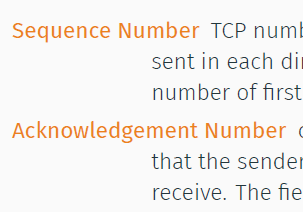 Sequence Number TCP
sent in each
number of first
Acknowledgement Number
that the sender
receive. The